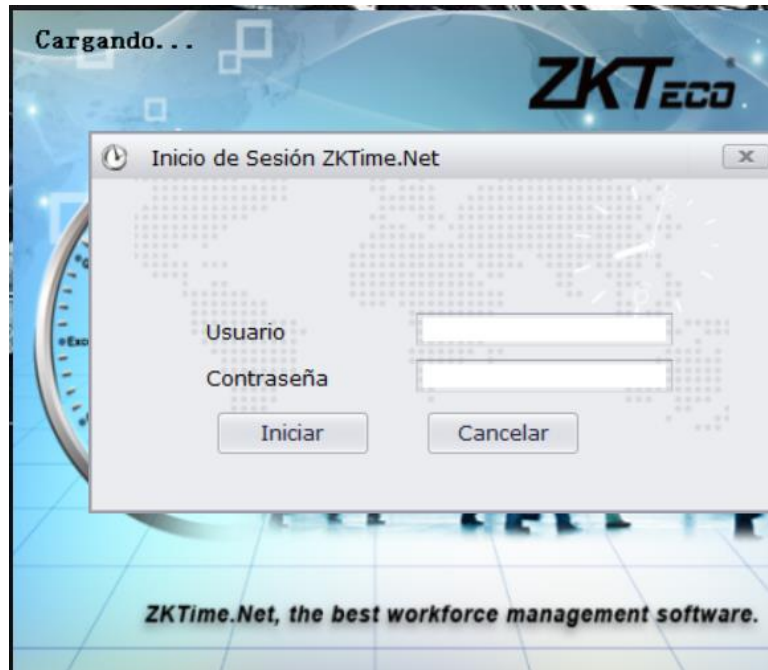 Cargando...
ZKTECO
Inicio de Sesión ZKTime.Net
Usuario
Contraseña
Iniciar
Cancelar
ZKTime.Net, the best workforce management software.